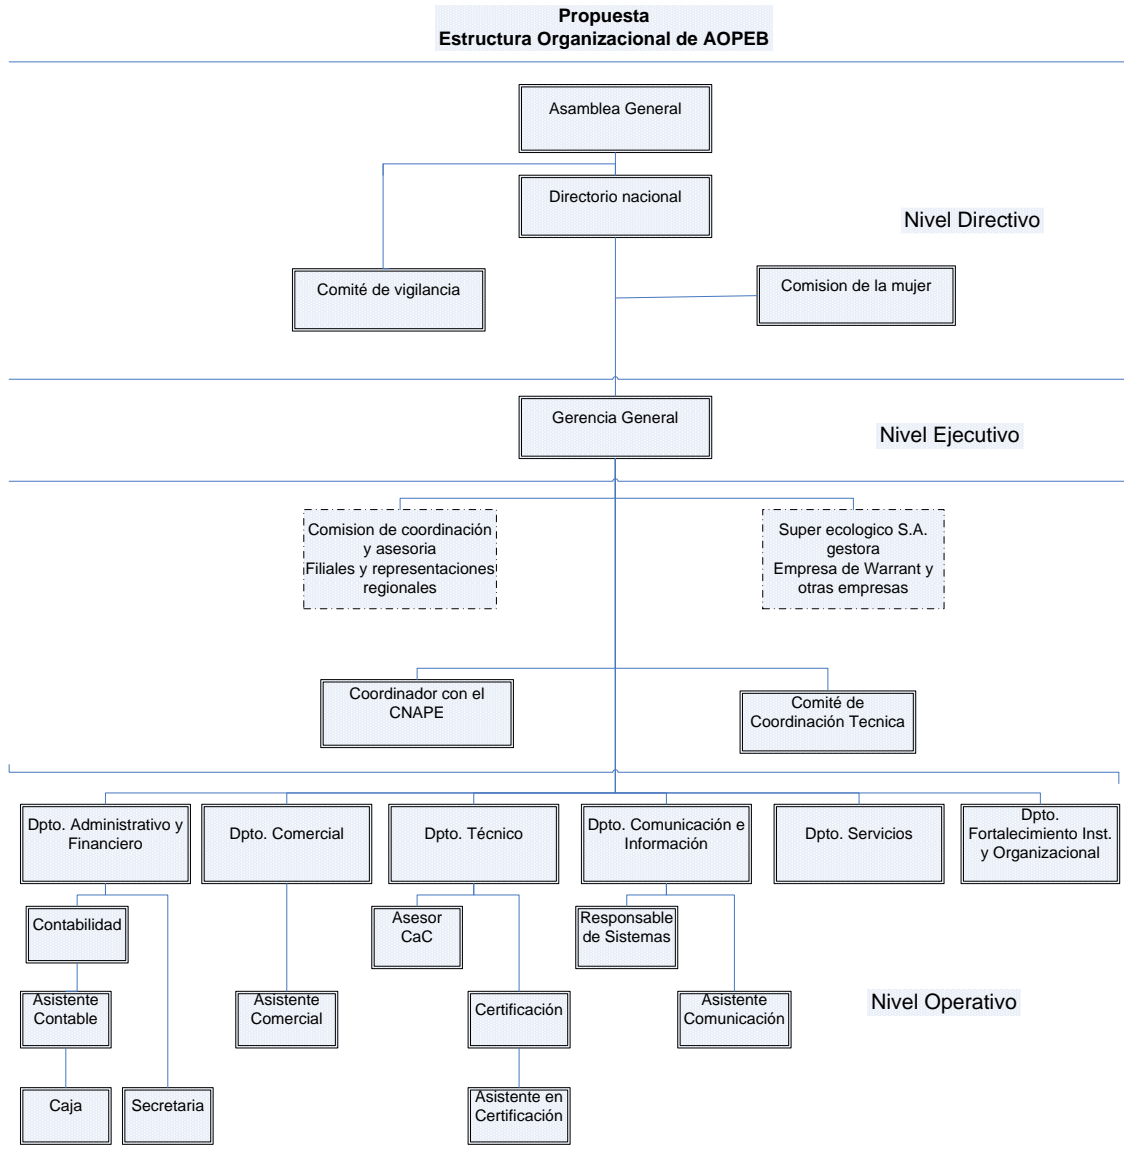 Propuesta
Estructura Organizacional de AOPEB
Asamblea General
Directorio nacional
Nivel Directivo
Comité de vigilancia
Comision de la mujer
Gerencia General
Nivel Ejecutivo
Comision de coordinación
y asesoria
Filiales y representaciones
regionales
Super ecologico S.A.
gestora
Empresa de Warrant y
otras empresas
Coordinador con el
CNAPE
Comité de
Coordinación Tecnica
Dpto. Administrativo y
Financiero
Dpto. Comercial
Dpto. Técnico
Dpto. Comunicación e
Información
Dpto. Servicios
Dpto.
Fortalecimiento Inst.
y Organizacional
Contabilidad
Asesor
CaC
Responsable
de Sistemas
Asistente
Contable
Asistente
Comercial
Certificación
Asistente
Comunicación
Nivel Operativo
Caja
Secretaria
Asistente en
Certificación